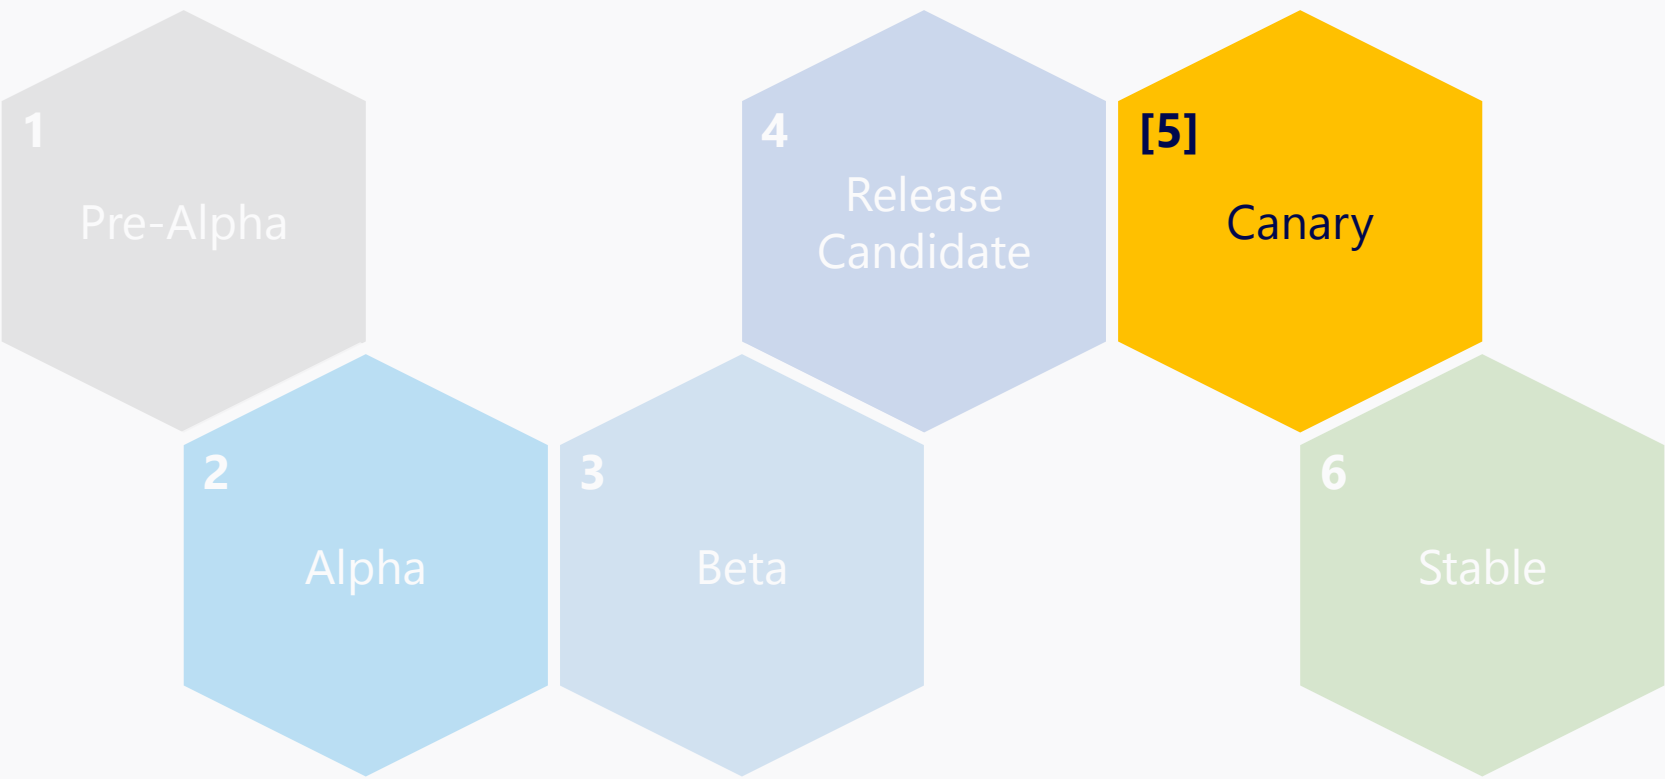 1
Pre-Alpha
2
Alpha
3
Beta
4
Release
Candidate
[5]
Canary
6
Stable